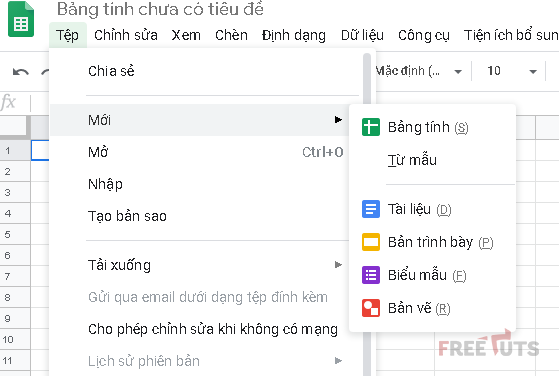 Bảng tính chưa có tiêu đề
Tệp Chỉnh sửa Xem Chèn Định dạng Dữ liệu Công cụ Tiện ích bổ sun
Chia sẻ
Mặc định (... 10
fx
Mới
Bảng tính (S)
1
Mở Ctrl+O
Từ mẫu
2
3
Nhập
4
Tạo bản sao
Tài liệu (D)
5
6
Bản trình bày (P)
7
Tải xuống
Biểu mẫu (F)
8
Gửi qua email dưới dạng tệp đính kèm
9
Bản vẽ (R)
10
Cho phép chỉnh sửa khi không có mạng
FREETUTS
11
Lịch sử phiên bản